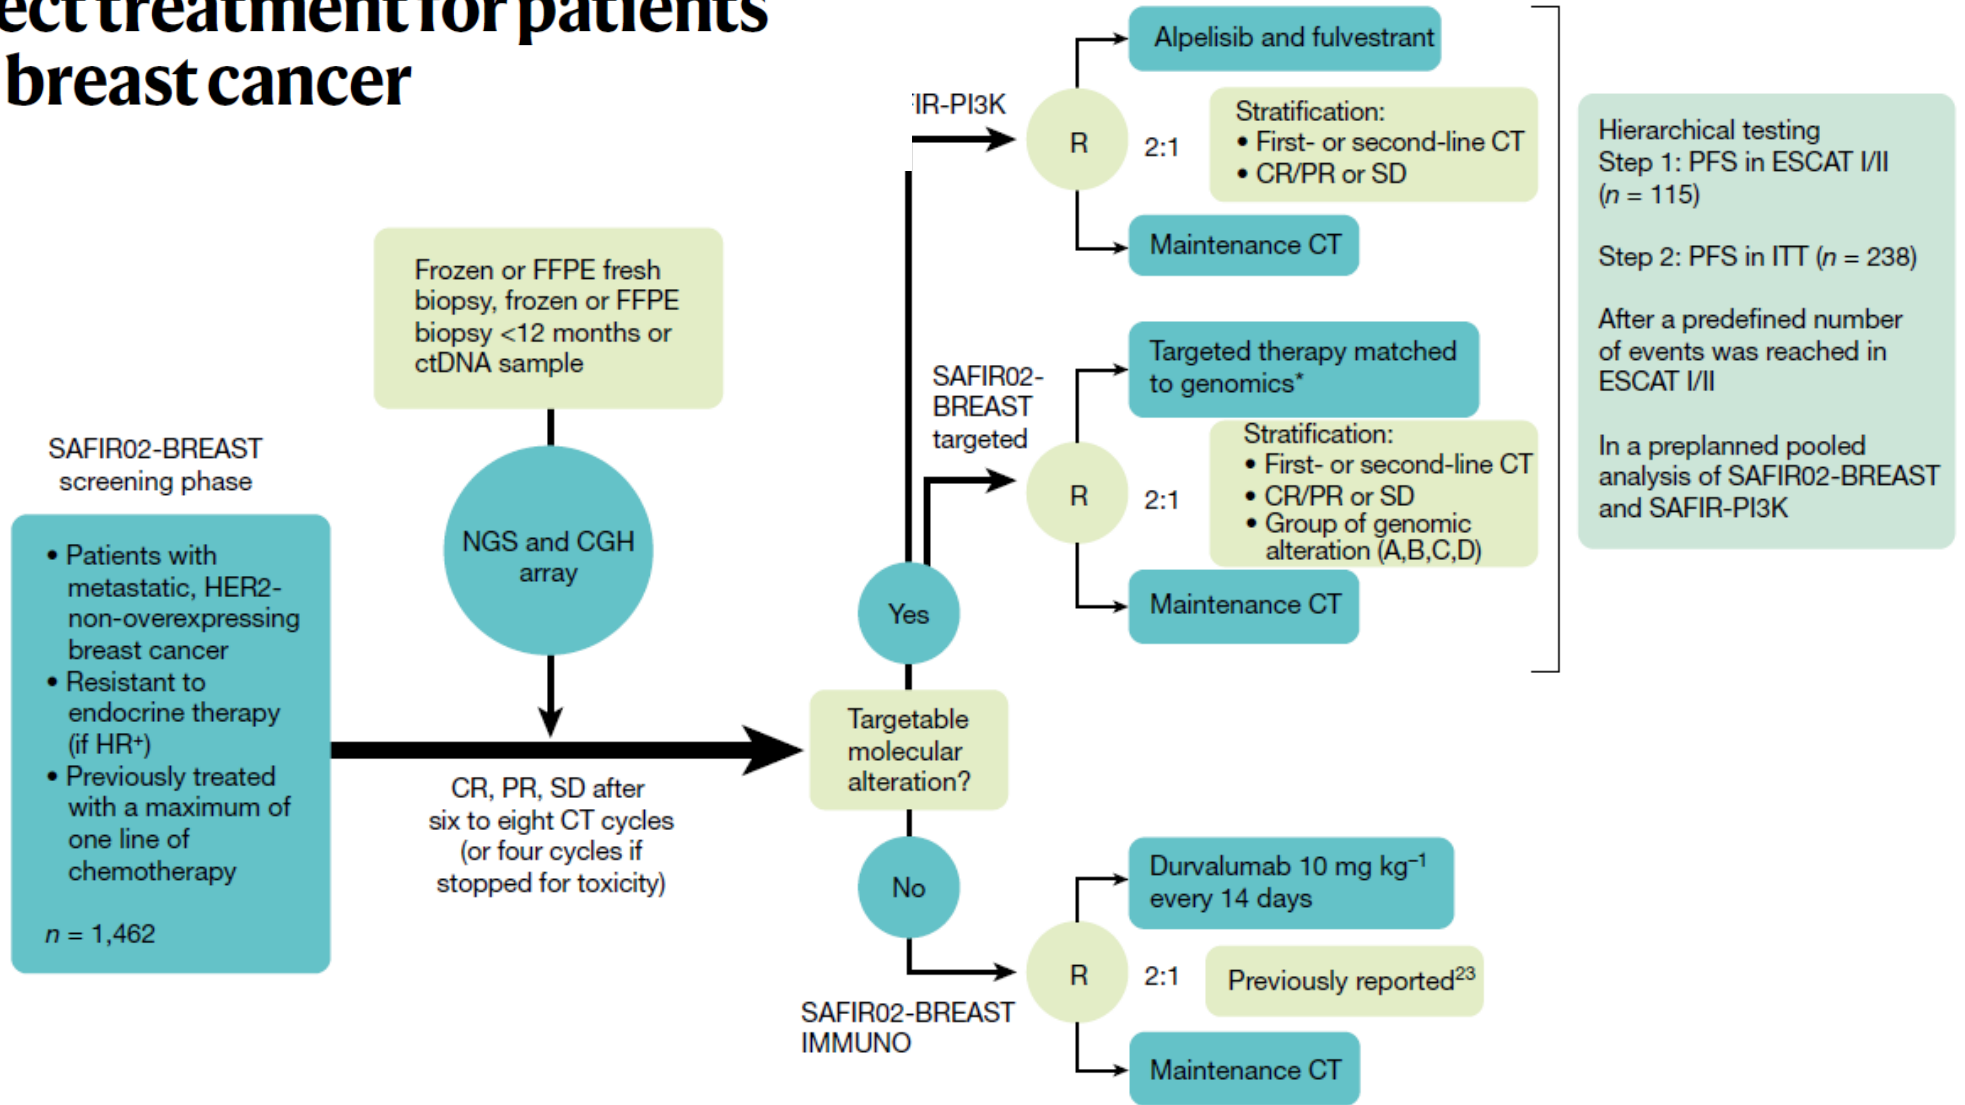 ect treatment for patients
breast cancer
SAFIR02-BREAST
screening phase
• Patients with
metastatic, HER2-
non-overexpressing
breast cancer
• Resistant to
endocrine therapy
(if HR⁺)
• Previously treated
with a maximum of
one line of
chemotherapy
n = 1,462
Frozen or FFPE fresh
biopsy, frozen or FFPE
biopsy <12 months or
ctDNA sample
NGS and CGH
array
CR, PR, SD after
six to eight CT cycles
(or four cycles if
stopped for toxicity)
Targetable
molecular
alteration?
Yes
No
FIR-PI3K
R
2:1
Alpelisib and fulvestrant
Stratification:
• First- or second-line CT
• CR/PR or SD
Maintenance CT
SAFIR02-
BREAST
targeted
R
2:1
Targeted therapy matched
to genomics*
Stratification:
• First- or second-line CT
• CR/PR or SD
• Group of genomic
alteration (A,B,C,D)
Maintenance CT
SAFIR02-BREAST
IMMUNO
R
2:1
Durvalumab 10 mg kg⁻¹
every 14 days
Previously reported²³
Maintenance CT
Hierarchical testing
Step 1: PFS in ESCAT I/II
(n = 115)
Step 2: PFS in ITT (n = 238)
After a predefined number
of events was reached in
ESCAT I/II
In a preplanned pooled
analysis of SAFIR02-BREAST
and SAFIR-PI3K